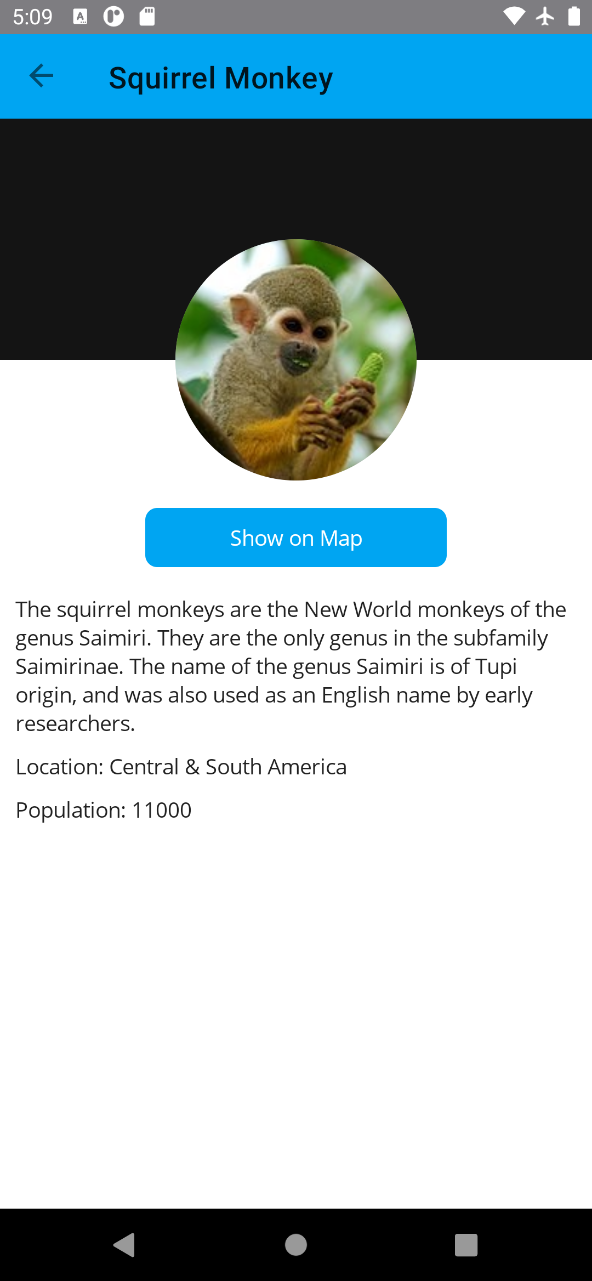 5:09
Squirrel Monkey
Show on Map
The squirrel monkeys are the New World monkeys of the
genus Saimiri. They are the only genus in the subfamily
Saimirinae. The name of the genus Saimiri is of Tupi
origin, and was also used as an English name by early
researchers.
Location: Central & South America
Population: 11000